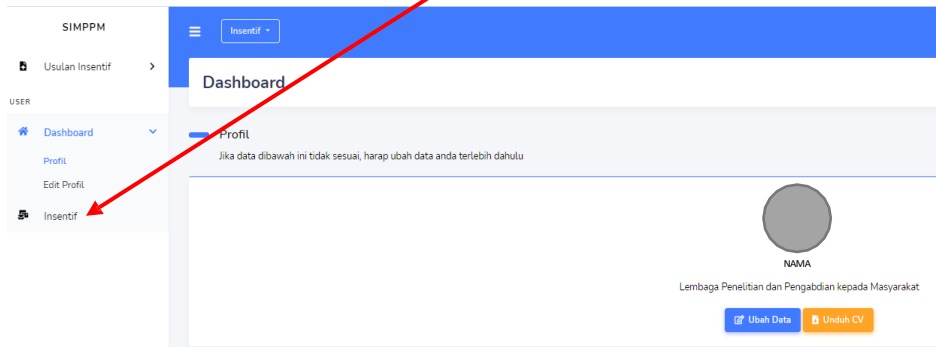 SIMPPM
Usulan Insentif
USER
Dashboard
Profil
Edit Profil
Insentif
Insentif
Dashboard
Profil
Jika data dibawah ini tidak sesuai, harap ubah data anda terlebih dahulu
NAMA
Lembaga Penelitian dan Pengabdian kepada Masyarakat
Ubah Data Unduh CV